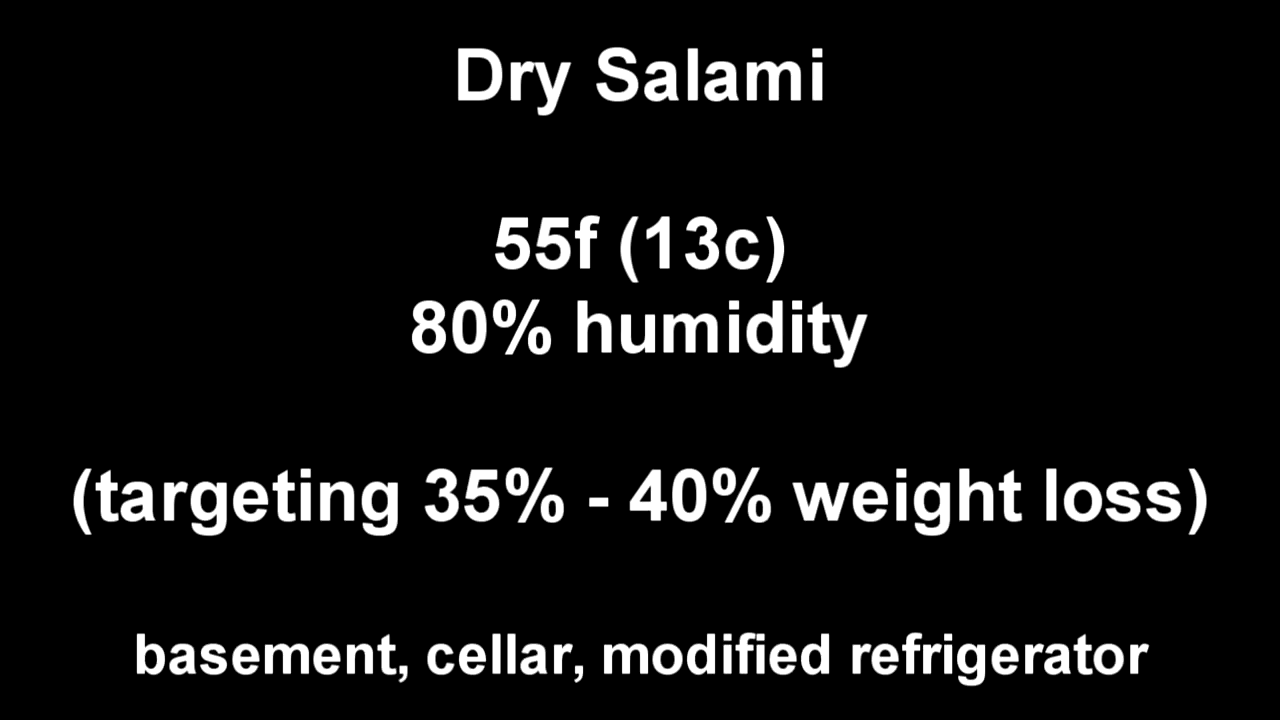 Dry Salami
55f (13c)
80% humidity
(targeting 35% - 40% weight loss)
basement, cellar, modified refrigerator